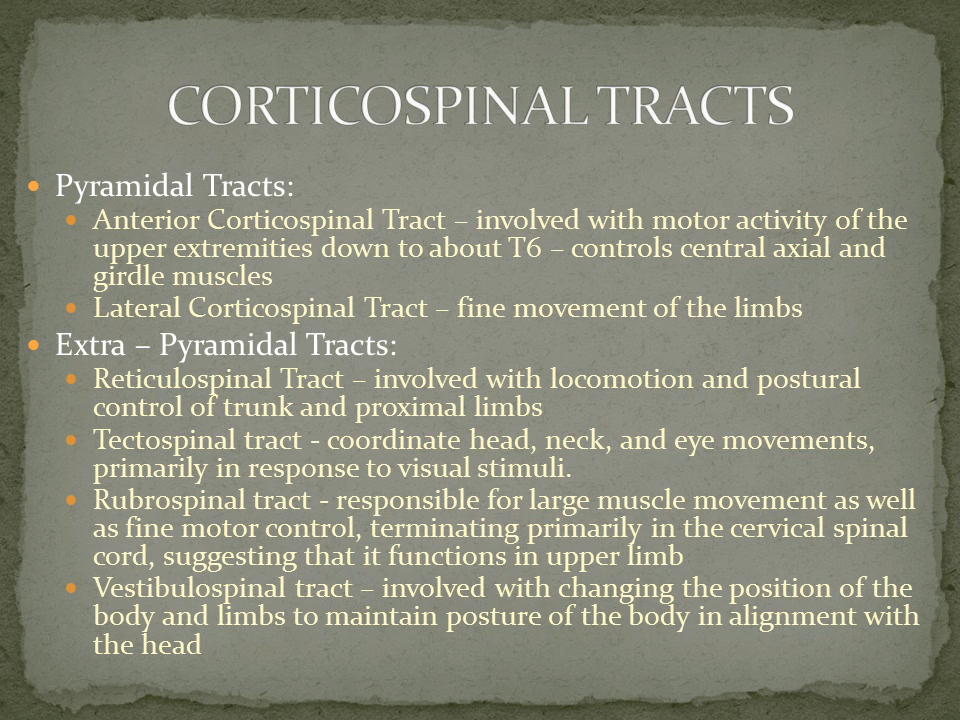 CORTICOSPINAL TRACTS
Pyramidal Tracts:
Anterior Corticospinal Tract – involved with motor activity of the
upper extremities down to about T6 – controls central axial and
girdle muscles
Lateral Corticospinal Tract – fine movement of the limbs
Extra – Pyramidal Tracts:
Reticulospinal Tract – involved with locomotion and postural
control of trunk and proximal limbs
Tectospinal tract - coordinate head, neck, and eye movements,
primarily in response to visual stimuli.
Rubrospinal tract - responsible for large muscle movement as well
as fine motor control, terminating primarily in the cervical spinal
cord, suggesting that it functions in upper limb
Vestibulospinal tract – involved with changing the position of the
body and limbs to maintain posture of the body in alignment with
the head